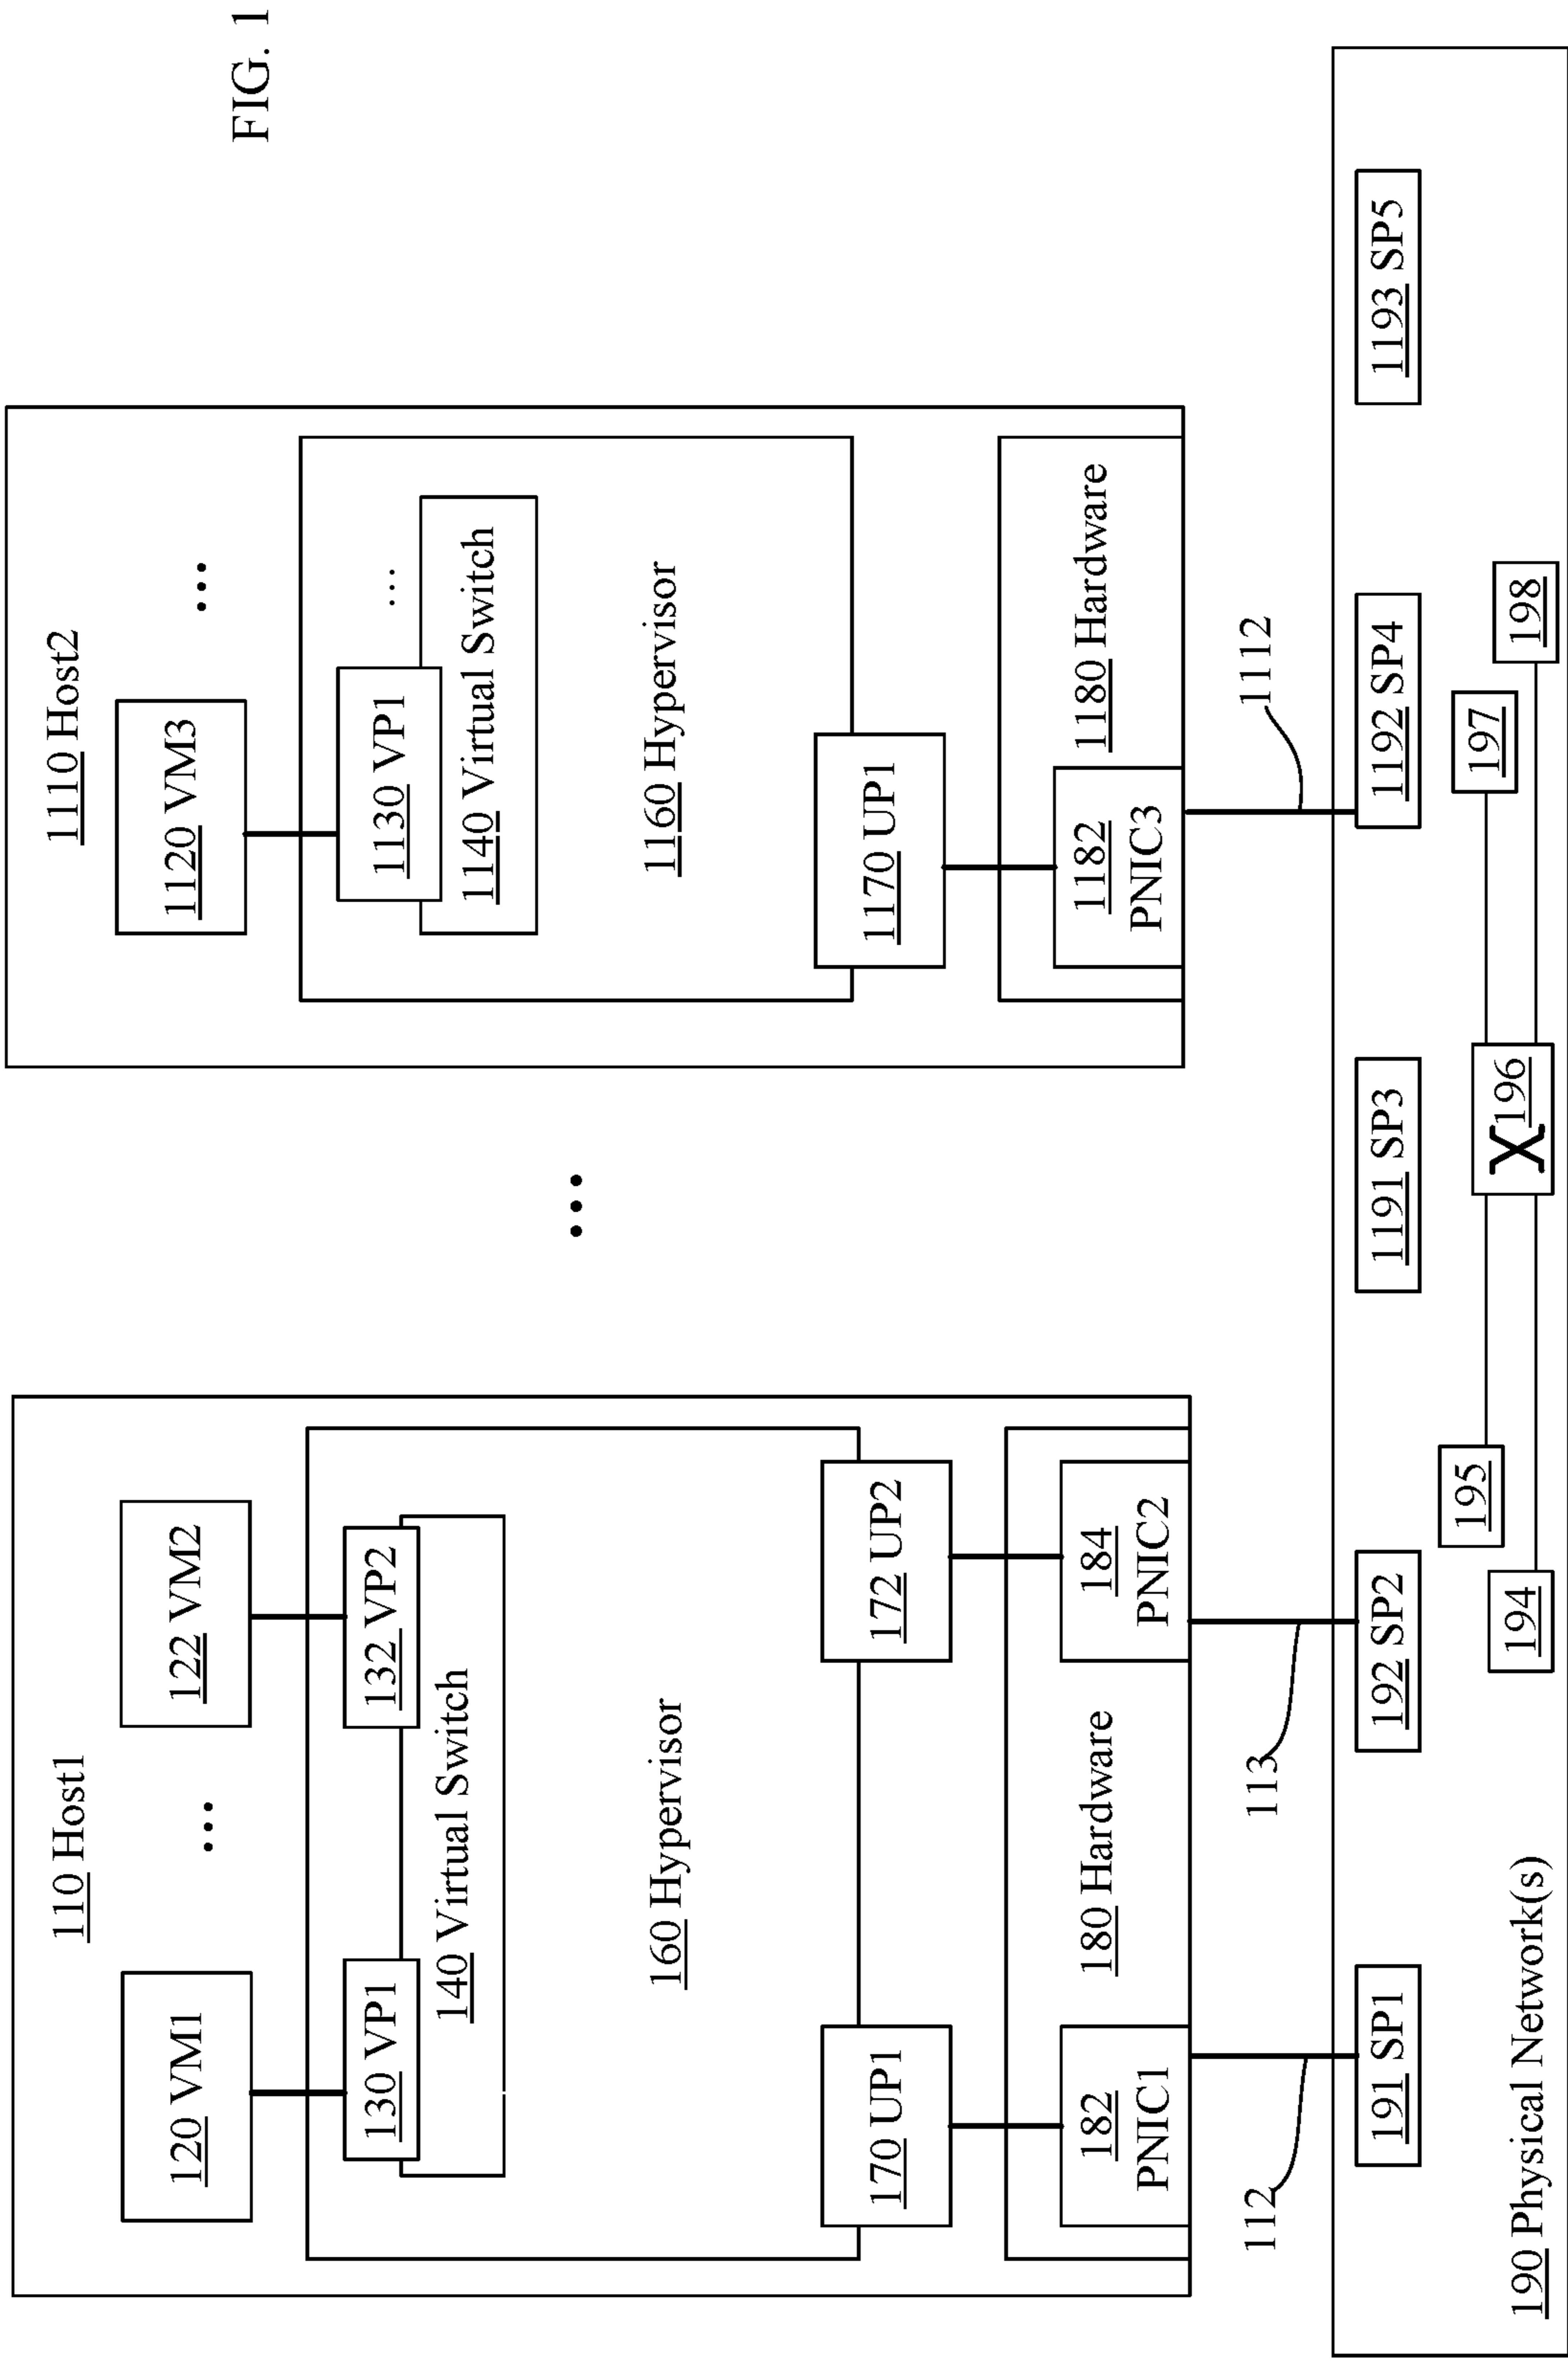 FIG. 1
110 Host1
120 VM1
...
122 VM2
130 VP1
132 VP2
140 Virtual Switch
160 Hypervisor
170 UP1
172 UP2
180 Hardware
182
PNIC1
184
PNIC2
112
113
...
1110 Host2
1120 VM3
...
1130 VP1
...
1140 Virtual Switch
1160 Hypervisor
1170 UP1
1180 Hardware
1182
PNIC3
1112
191 SP1
192 SP2
1191 SP3
1192 SP4
1193 SP5
195
197
194
X 196
198
190 Physical Network(s)